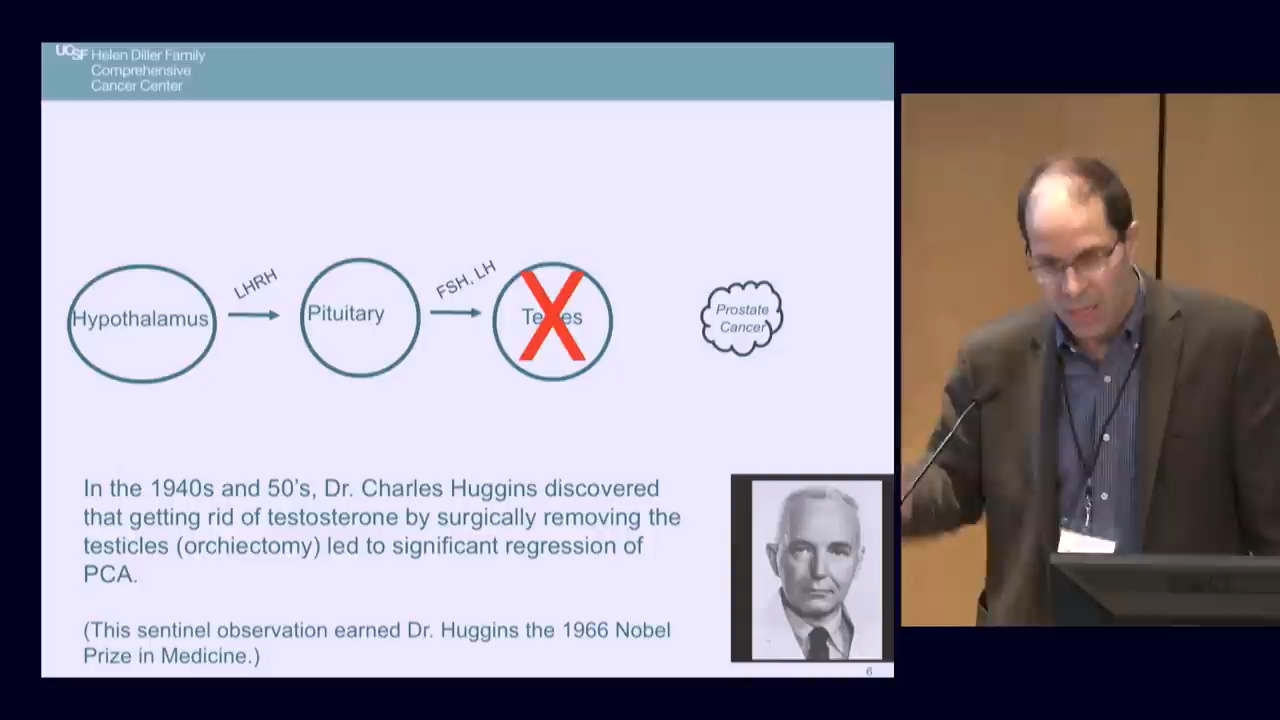 UCSF Helen Diller Family
Comprehensive
Cancer Center
Hypothalamus
LHRH
Pituitary
FSH, LH
Testes
X
Prostate
Cancer
In the 1940s and 50's, Dr. Charles Huggins discovered
that getting rid of testosterone by surgically removing the
testicles (orchiectomy) led to significant regression of
PCA.
(This sentinel observation earned Dr. Huggins the 1966 Nobel
Prize in Medicine.)
6